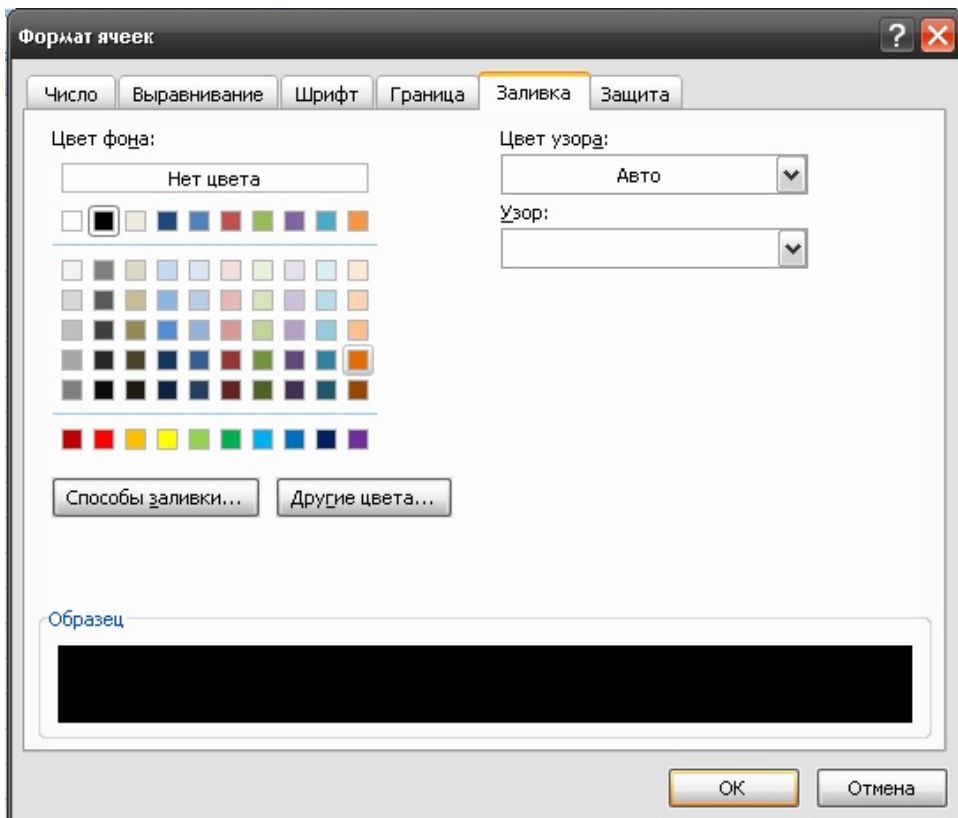 Формат ячеек
?
Число Выравнивание Шрифт Граница Заливка Защита
Цвет фона:
Нет цвета
Цвет узора:
Авто
Узор:
Способы заливки... Другие цвета...
Образец
ОК Отмена